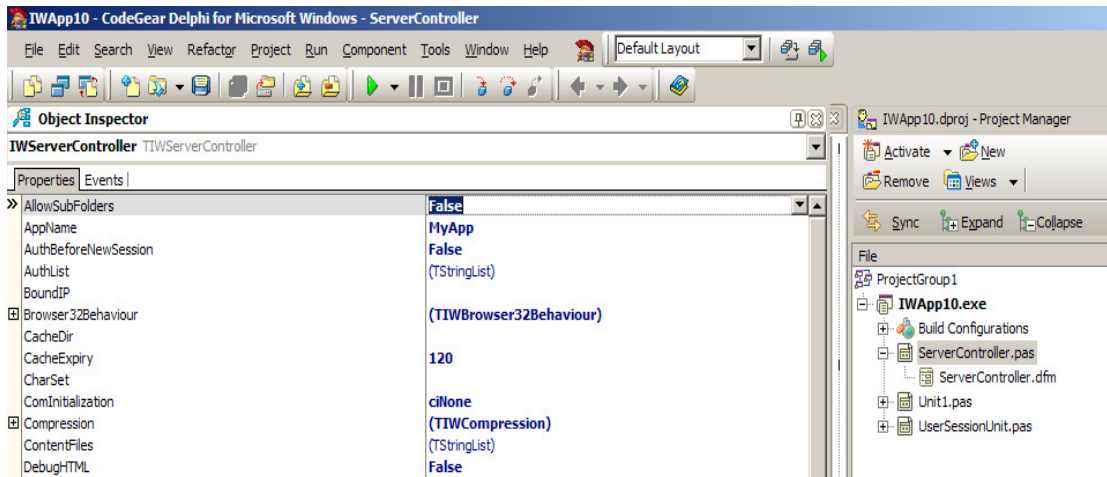 IWApp10 - CodeGear Delphi for Microsoft Windows - ServerController
File Edit Search View Refactor Project Run Component Tools Window Help Default Layout
Object Inspector
IWServerController TIWServerController
Properties Events
AllowSubFolders False
AppName MyApp
AuthBeforeNewSession False
AuthList (TStringList)
BoundIP
Browser32Behaviour (TIWBrowser32Behaviour)
CacheDir
CacheExpiry 120
CharSet
ComInitialization ciNone
Compression (TIWCompression)
ContentFiles (TStringList)
DebugHTML False
IWApp10.dproj - Project Manager
Activate New
Remove Views
Sync Expand Collapse
File
ProjectGroup1
IWApp10.exe
Build Configurations
ServerController.pas
ServerController.dfm
Unit1.pas
UserSessionUnit.pas